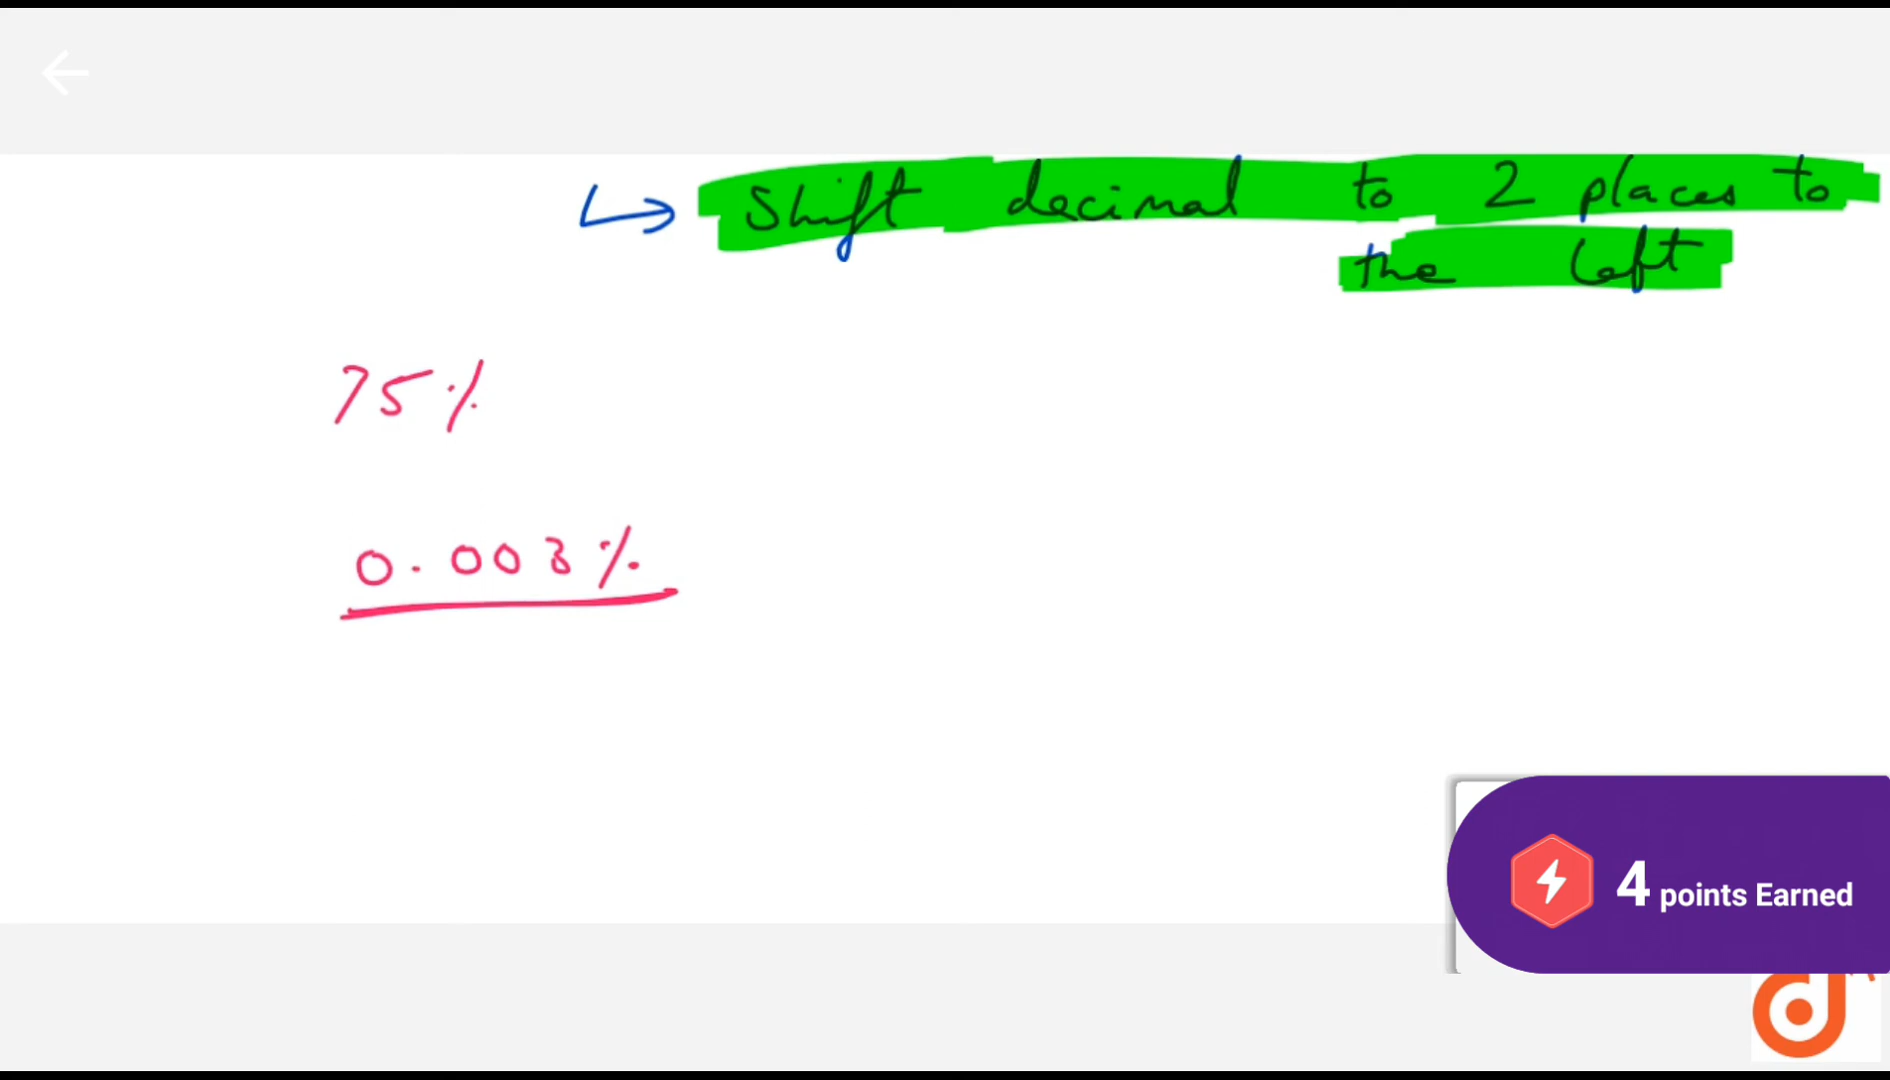 Shift decimal to 2 places to
the left
75%
0.003%
4 points Earned